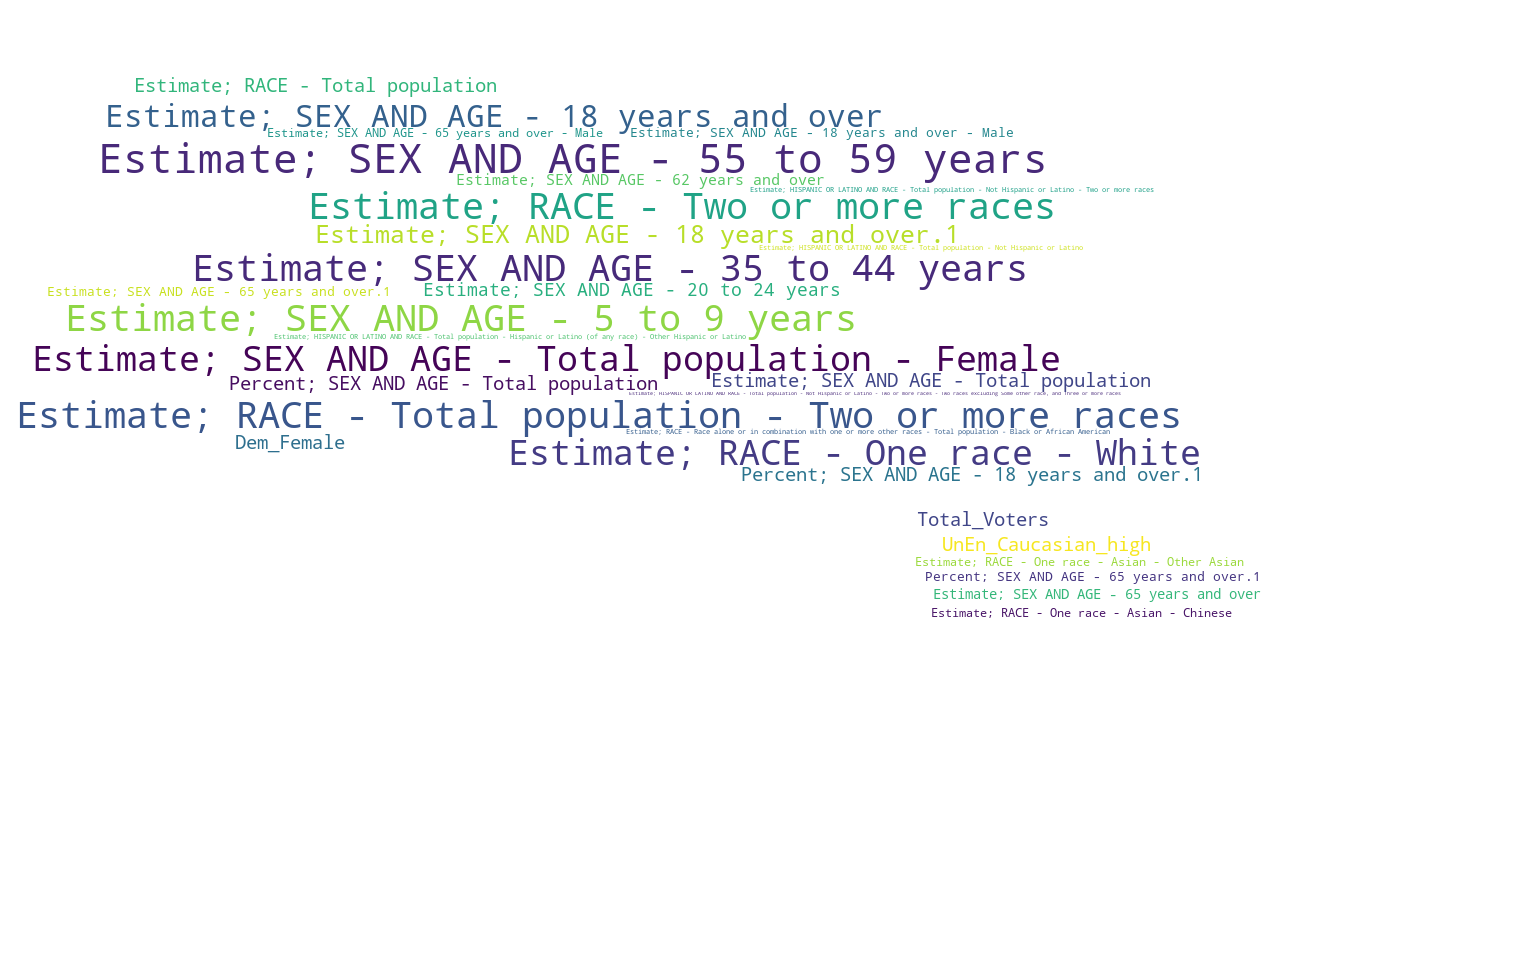 Estimate; RACE - Total population
Estimate; SEX AND AGE - 18 years and over
Estimate; SEX AND AGE - 65 years and over - Male
Estimate; SEX AND AGE - 18 years and over - Male
Estimate; SEX AND AGE - 55 to 59 years
Estimate; SEX AND AGE - 62 years and over
Estimate; HISPANIC OR LATINO AND RACE - Total population - Not Hispanic or Latino - Two or more races
Estimate; RACE - Two or more races
Estimate; SEX AND AGE - 18 years and over.1
Estimate; HISPANIC OR LATINO AND RACE - Total population - Not Hispanic or Latino
Estimate; SEX AND AGE - 35 to 44 years
Estimate; SEX AND AGE - 65 years and over.1
Estimate; SEX AND AGE - 20 to 24 years
Estimate; SEX AND AGE - 5 to 9 years
Estimate; HISPANIC OR LATINO AND RACE - Total population - Hispanic or Latino (of any race) - Other Hispanic or Latino
Estimate; SEX AND AGE - Total population - Female
Percent; SEX AND AGE - Total population
Estimate; SEX AND AGE - Total population
Estimate; HISPANIC OR LATINO AND RACE - Total population - Not Hispanic or Latino - Two or more races - Two races excluding Some other race, and Three or more races
Estimate; RACE - Total population - Two or more races
Estimate; RACE - Race alone or in combination with one or more other races - Total population - Black or African American
Dem_Female
Estimate; RACE - One race - White
Percent; SEX AND AGE - 18 years and over.1
Total_Voters
UnEn_Caucasian_high
Estimate; RACE - One race - Asian - Other Asian
Percent; SEX AND AGE - 65 years and over.1
Estimate; SEX AND AGE - 65 years and over
Estimate; RACE - One race - Asian - Chinese